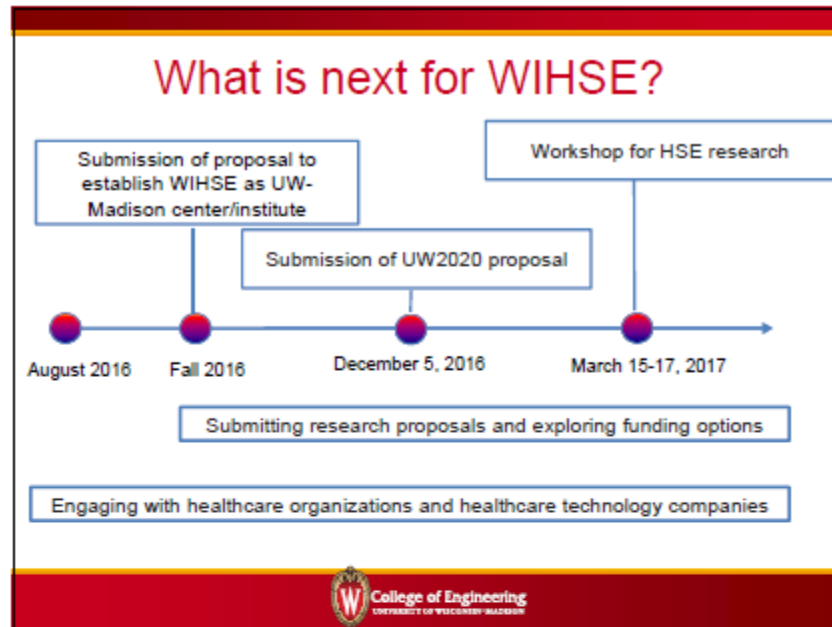 What is next for WIHSE?
Submission of proposal to
establish WIHSE as UW-
Madison center/institute
Workshop for HSE research
Submission of UW2020 proposal
August 2016
Fall 2016
December 5, 2016
March 15-17, 2017
Submitting research proposals and exploring funding options
Engaging with healthcare organizations and healthcare technology companies
W
College of Engineering
UNIVERSITY OF WISCONSIN-MADISON